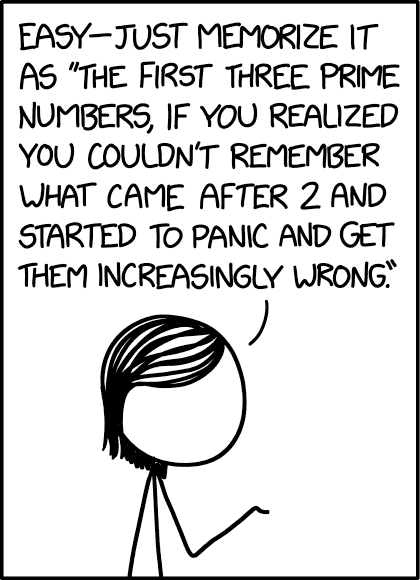 EASY—JUST MEMORIZE IT
AS "THE FIRST THREE PRIME
NUMBERS, IF YOU REALIZED
YOU COULDN'T REMEMBER
WHAT CAME AFTER 2 AND
STARTED TO PANIC AND GET
THEM INCREASINGLY WRONG."